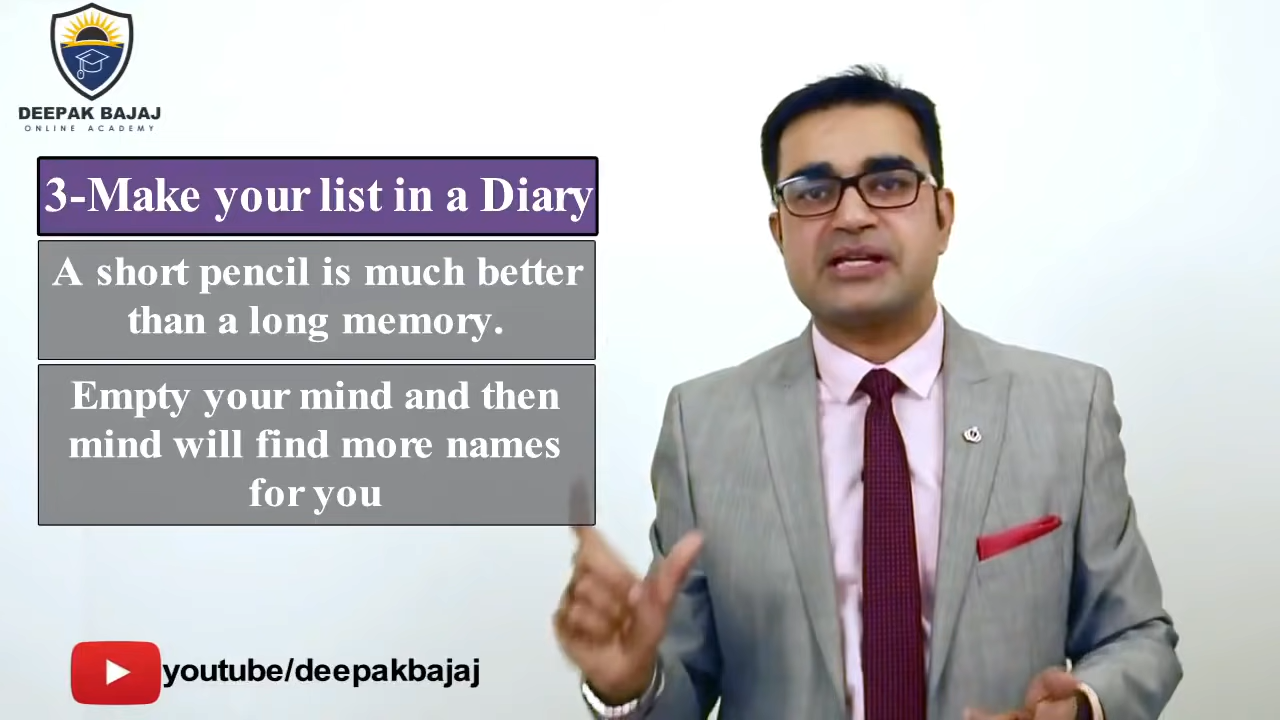 DEEPAK BAJAJ
ONLINE ACADEMY
3-Make your list in a Diary
A short pencil is much better
than a long memory.
Empty your mind and then
mind will find more names
for you
youtube/deepakbajaj